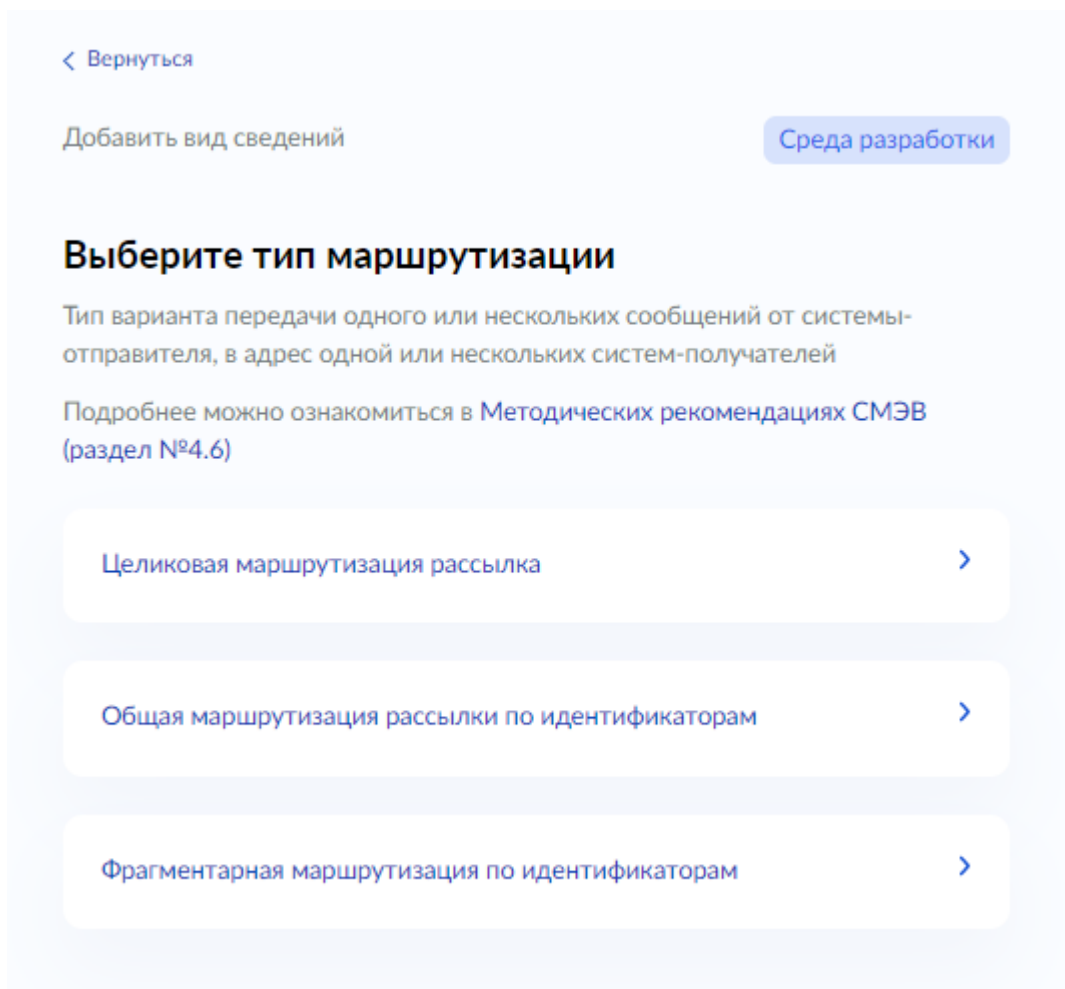 Вернуться
Добавить вид сведений
Среда разработки
Выберите тип маршрутизации
Тип варианта передачи одного или нескольких сообщений от системы-
отправителя, в адрес одной или нескольких систем-получателей
Подробнее можно ознакомиться в Методических рекомендациях СМЭВ
(раздел №4.6)
Целиковая маршрутизация рассылка
Общая маршрутизация рассылки по идентификаторам
Фрагментарная маршрутизация по идентификаторам